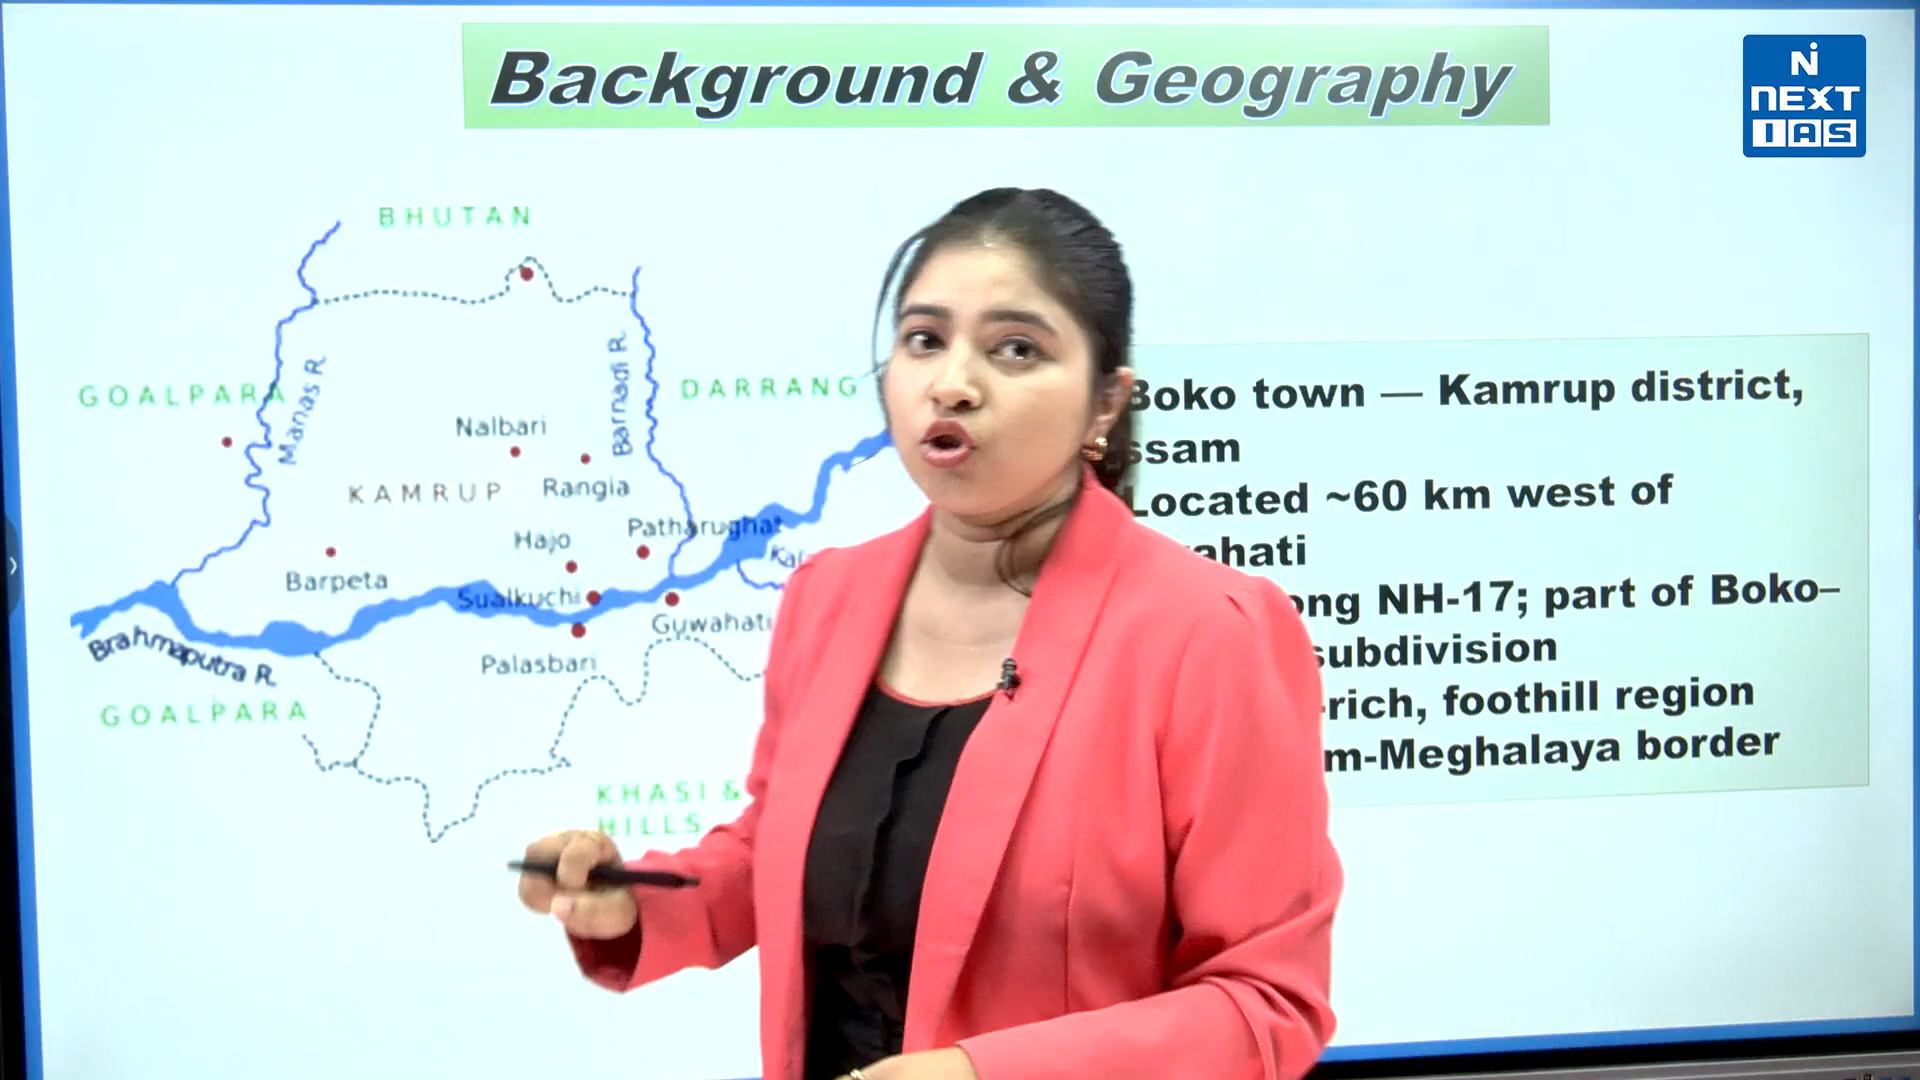 Background & Geography
NEXT
IAS
BHUTAN
GOALPARA
Manas R.
Barnadi R.
DARRANG
Nalbari
KAMRUP
Rangia
Hajo
Patharughat
Barpeta
Sualkuchi
Guwahati
Palasbari
Brahmaputra R.
GOALPARA
KHASI &
HILLS
Boko town — Kamrup district,
ssam
Located ~60 km west of
ahati
ong NH-17; part of Boko–
subdivision
-rich, foothill region
m-Meghalaya border